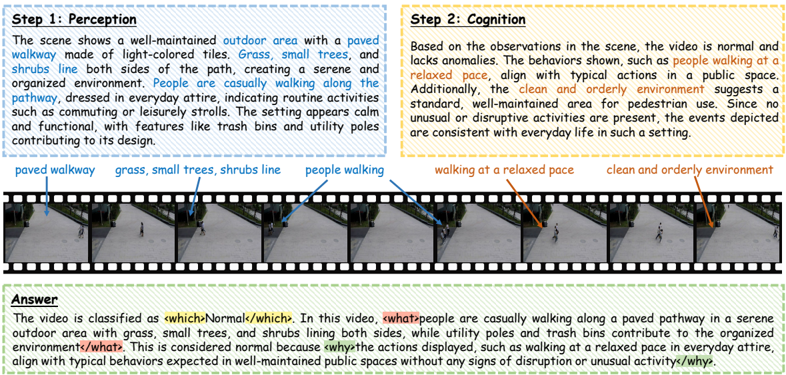 Step 1: Perception
The scene shows a well-maintained outdoor area with a paved
walkway made of light-colored tiles. Grass, small trees, and
shrubs line both sides of the path, creating a serene and
organized environment. People are casually walking along the
pathway, dressed in everyday attire, indicating routine activities
such as commuting or leisurely strolls. The setting appears calm
and functional, with features like trash bins and utility poles
contributing to its design.
Step 2: Cognition
Based on the observations in the scene, the video is normal and
lacks anomalies. The behaviors shown, such as people walking at a
relaxed pace, align with typical actions in a public space.
Additionally, the clean and orderly environment suggests a
standard, well-maintained area for pedestrian use. Since no
unusual or disruptive activities are present, the events depicted
are consistent with everyday life in such a setting.
paved walkway
grass, small trees, shrubs line
people walking
walking at a relaxed pace
clean and orderly environment
Answer
The video is classified as <which>Normal</which>. In this video, <what>people are casually walking along a paved pathway in a serene
outdoor area with grass, small trees, and shrubs lining both sides, while utility poles and trash bins contribute to the organized
environment</what>. This is considered normal because <why>the actions displayed, such as walking at a relaxed pace in everyday attire,
align with typical behaviors expected in well-maintained public spaces without any signs of disruption or unusual activity</why>.